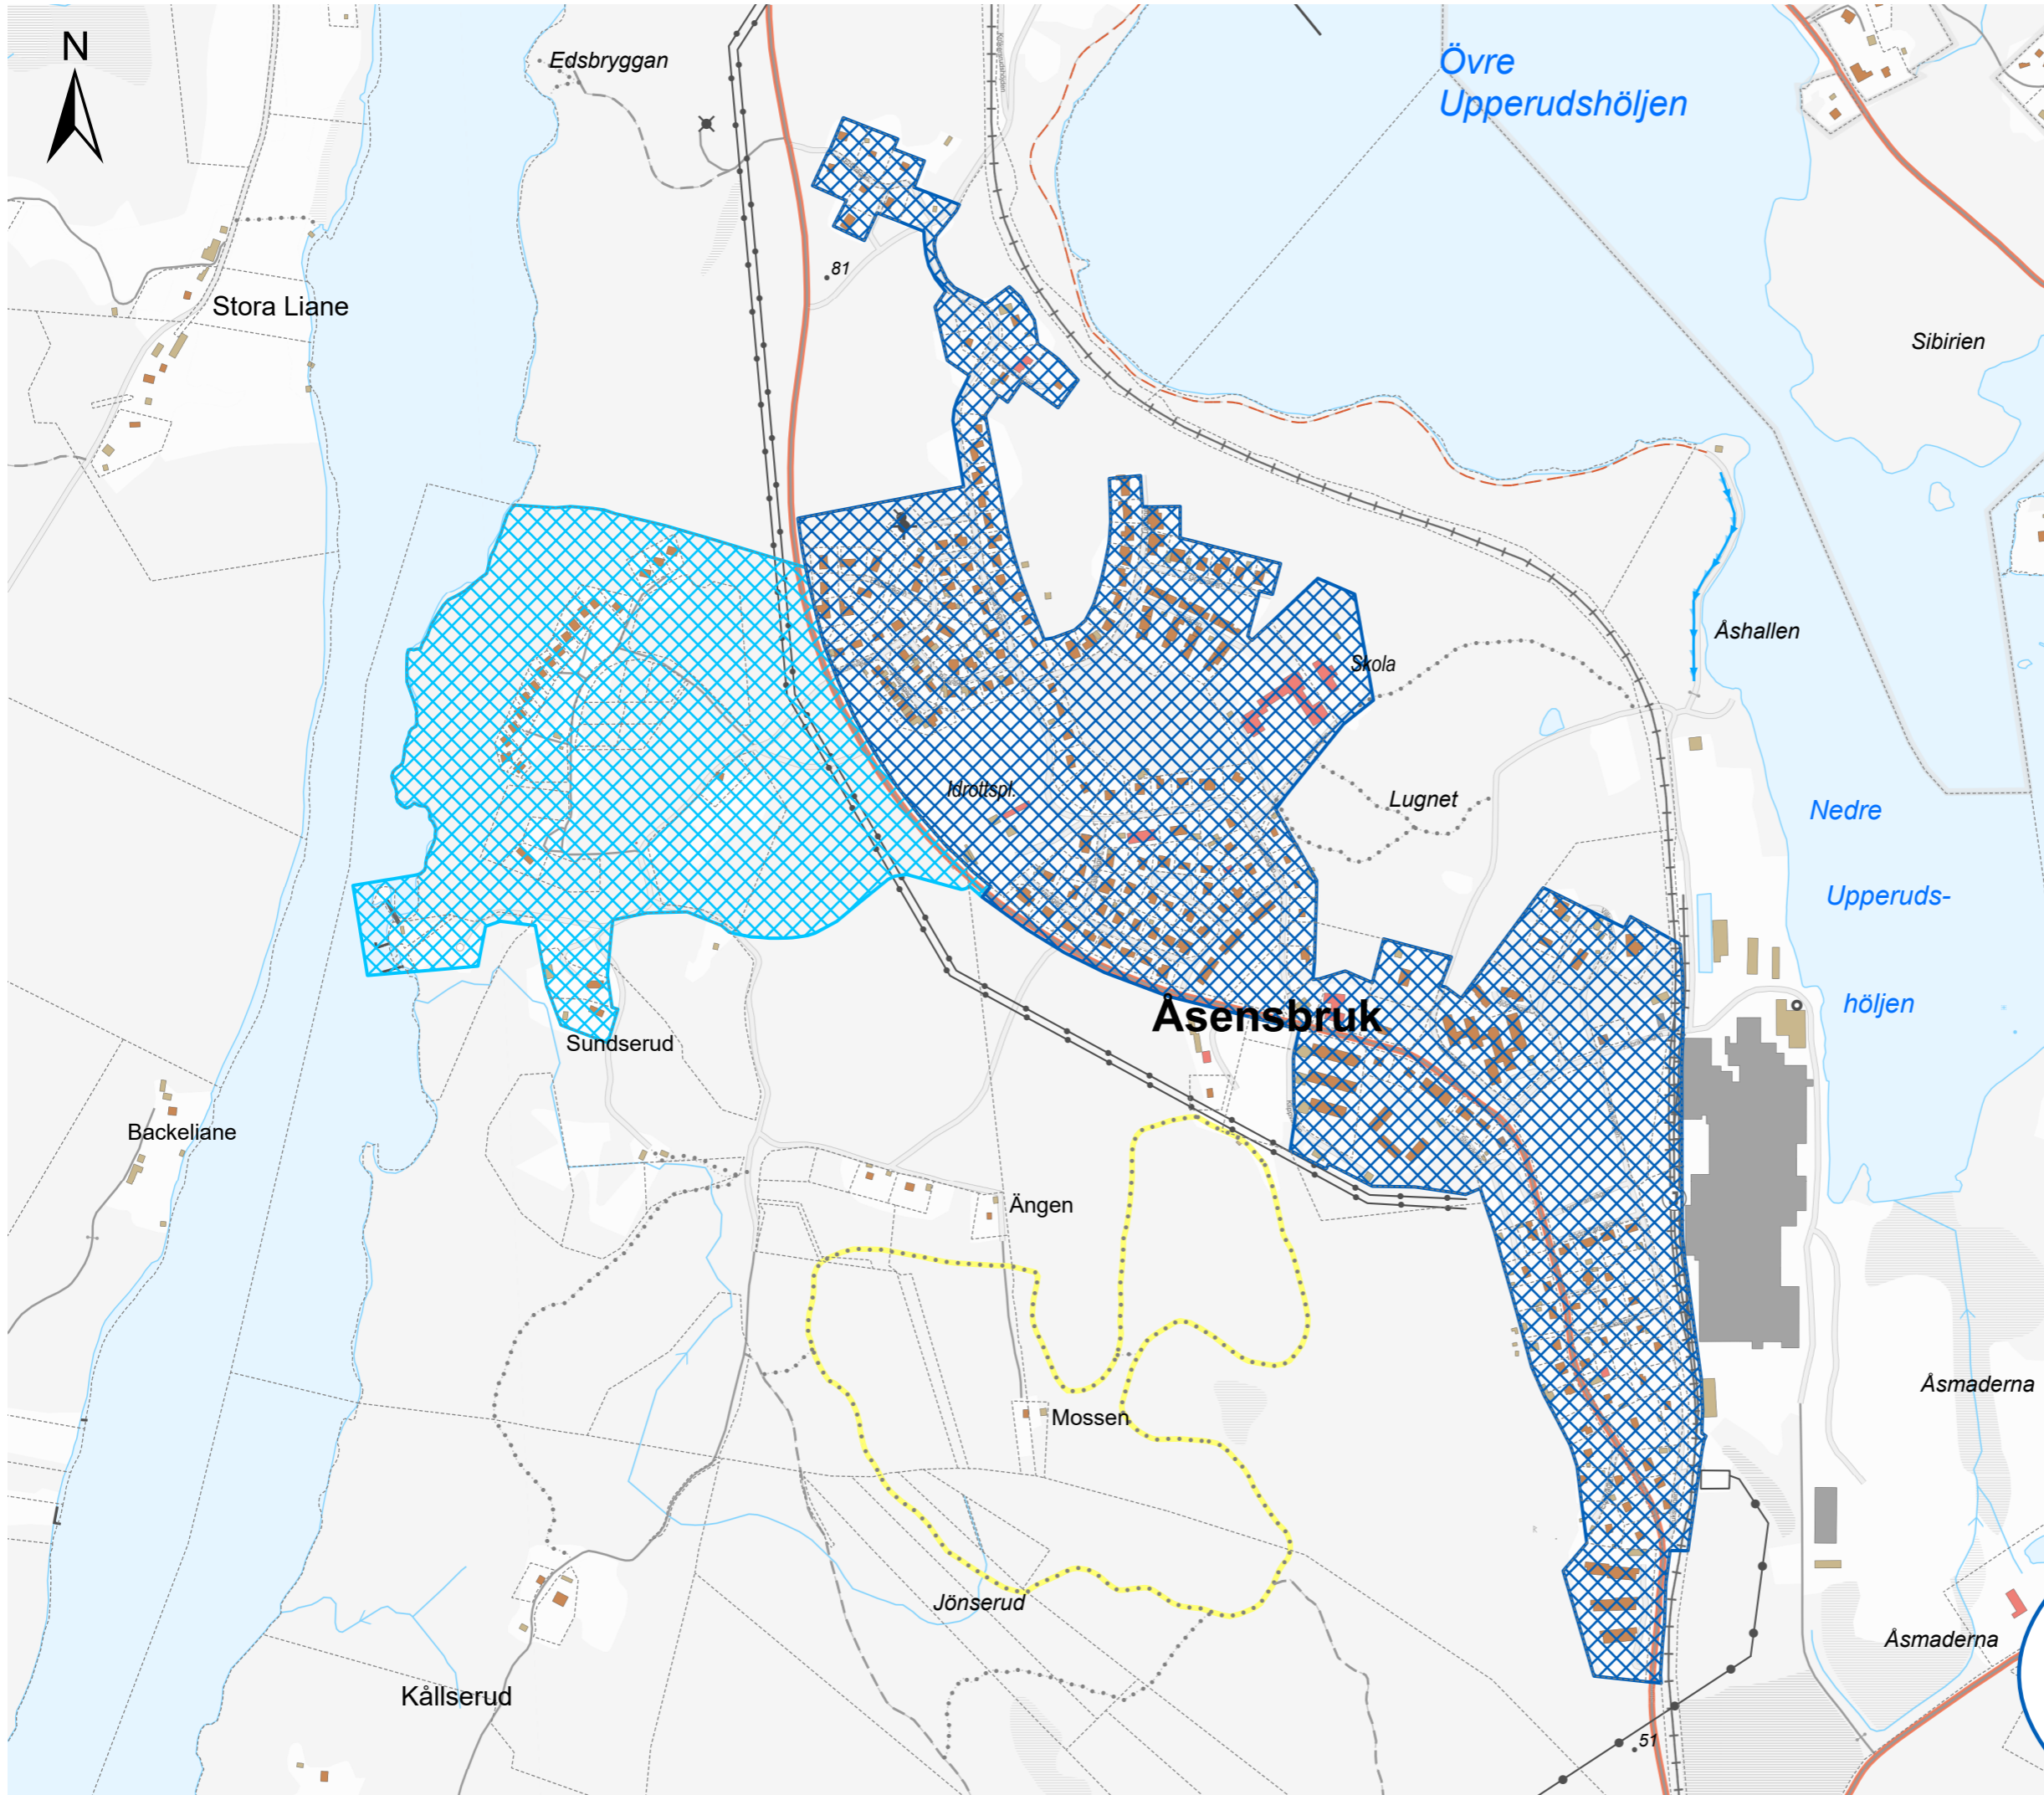 N
Edsbryggan
Övre
Upperudshöljen
81
Stora Liane
Sibirien
Åshallen
Skola
Idrottspl.
Lugnet
Nedre
Upperuds-
höljen
Åsensbruk
Sundserud
Backeliane
Ängen
Åsmaderna
Mossen
Jönserud
Åsmaderna
Kållserud
51